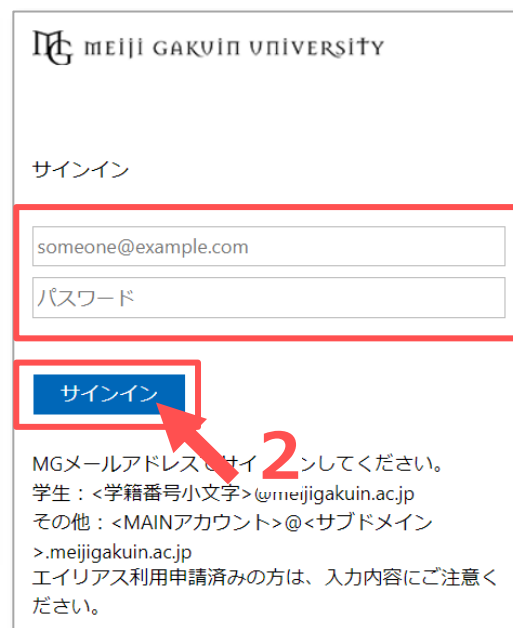 MG MEIJI GAKUIN UNIVERSITY
サインイン
someone@example.com
パスワード
サインイン
2
MGメールアドレス サイ ンしてください。
学生：<学籍番号小文字>@meijigakuin.ac.jp
その他：<MAINアカウント>@<サブドメイン
>.meijigakuin.ac.jp
エイリアス利用申請済みの方は、入力内容にご注意く
ださい。